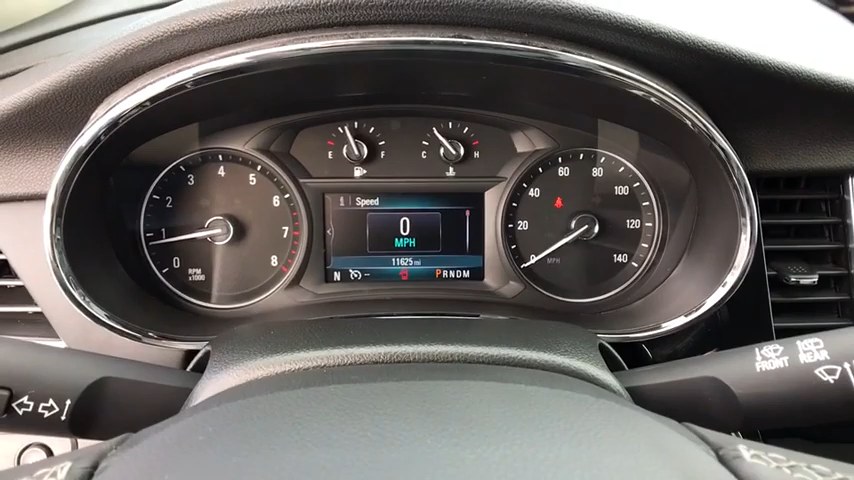 E F
C H
0 1 2 3 4 5 6 7 8
RPM
x1000
Speed
0
MPH
11625 mi
N -- PRNDM
0 20 40 60 80 100 120 140
MPH
FRONT
REAR